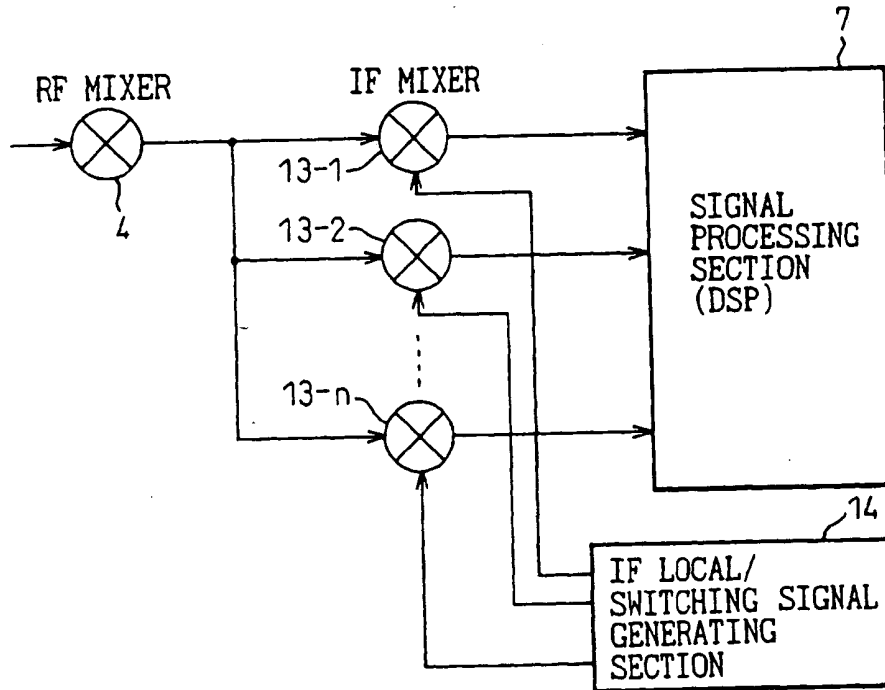 7
RF MIXER
IF MIXER
13-1
4
13-2
SIGNAL
PROCESSING
SECTION
(DSP)
13-n
14
IF LOCAL/
SWITCHING SIGNAL
GENERATING
SECTION